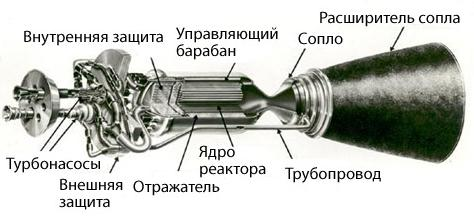 Расширитель сопла
Управляющий
барабан
Внутренняя защита
Сопло
Турбонасосы
Внешняя
защита
Отражатель
Ядро
реактора
Трубопровод